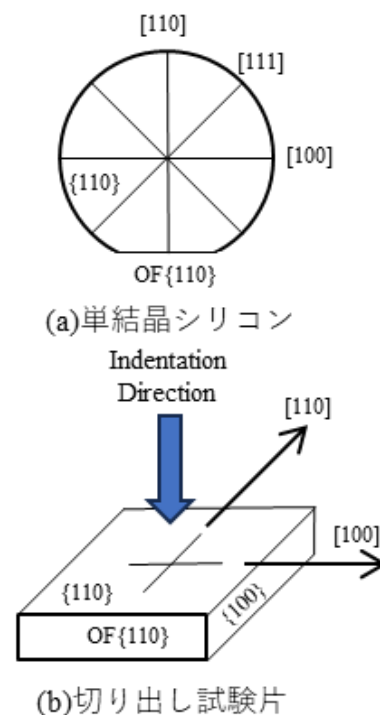 [110]
[111]
[100]
{110}
OF{110}
(a)単結晶シリコン
Indentation
Direction
[110]
[100]
{110}
{100}
OF{110}
(b)切り出し試験片